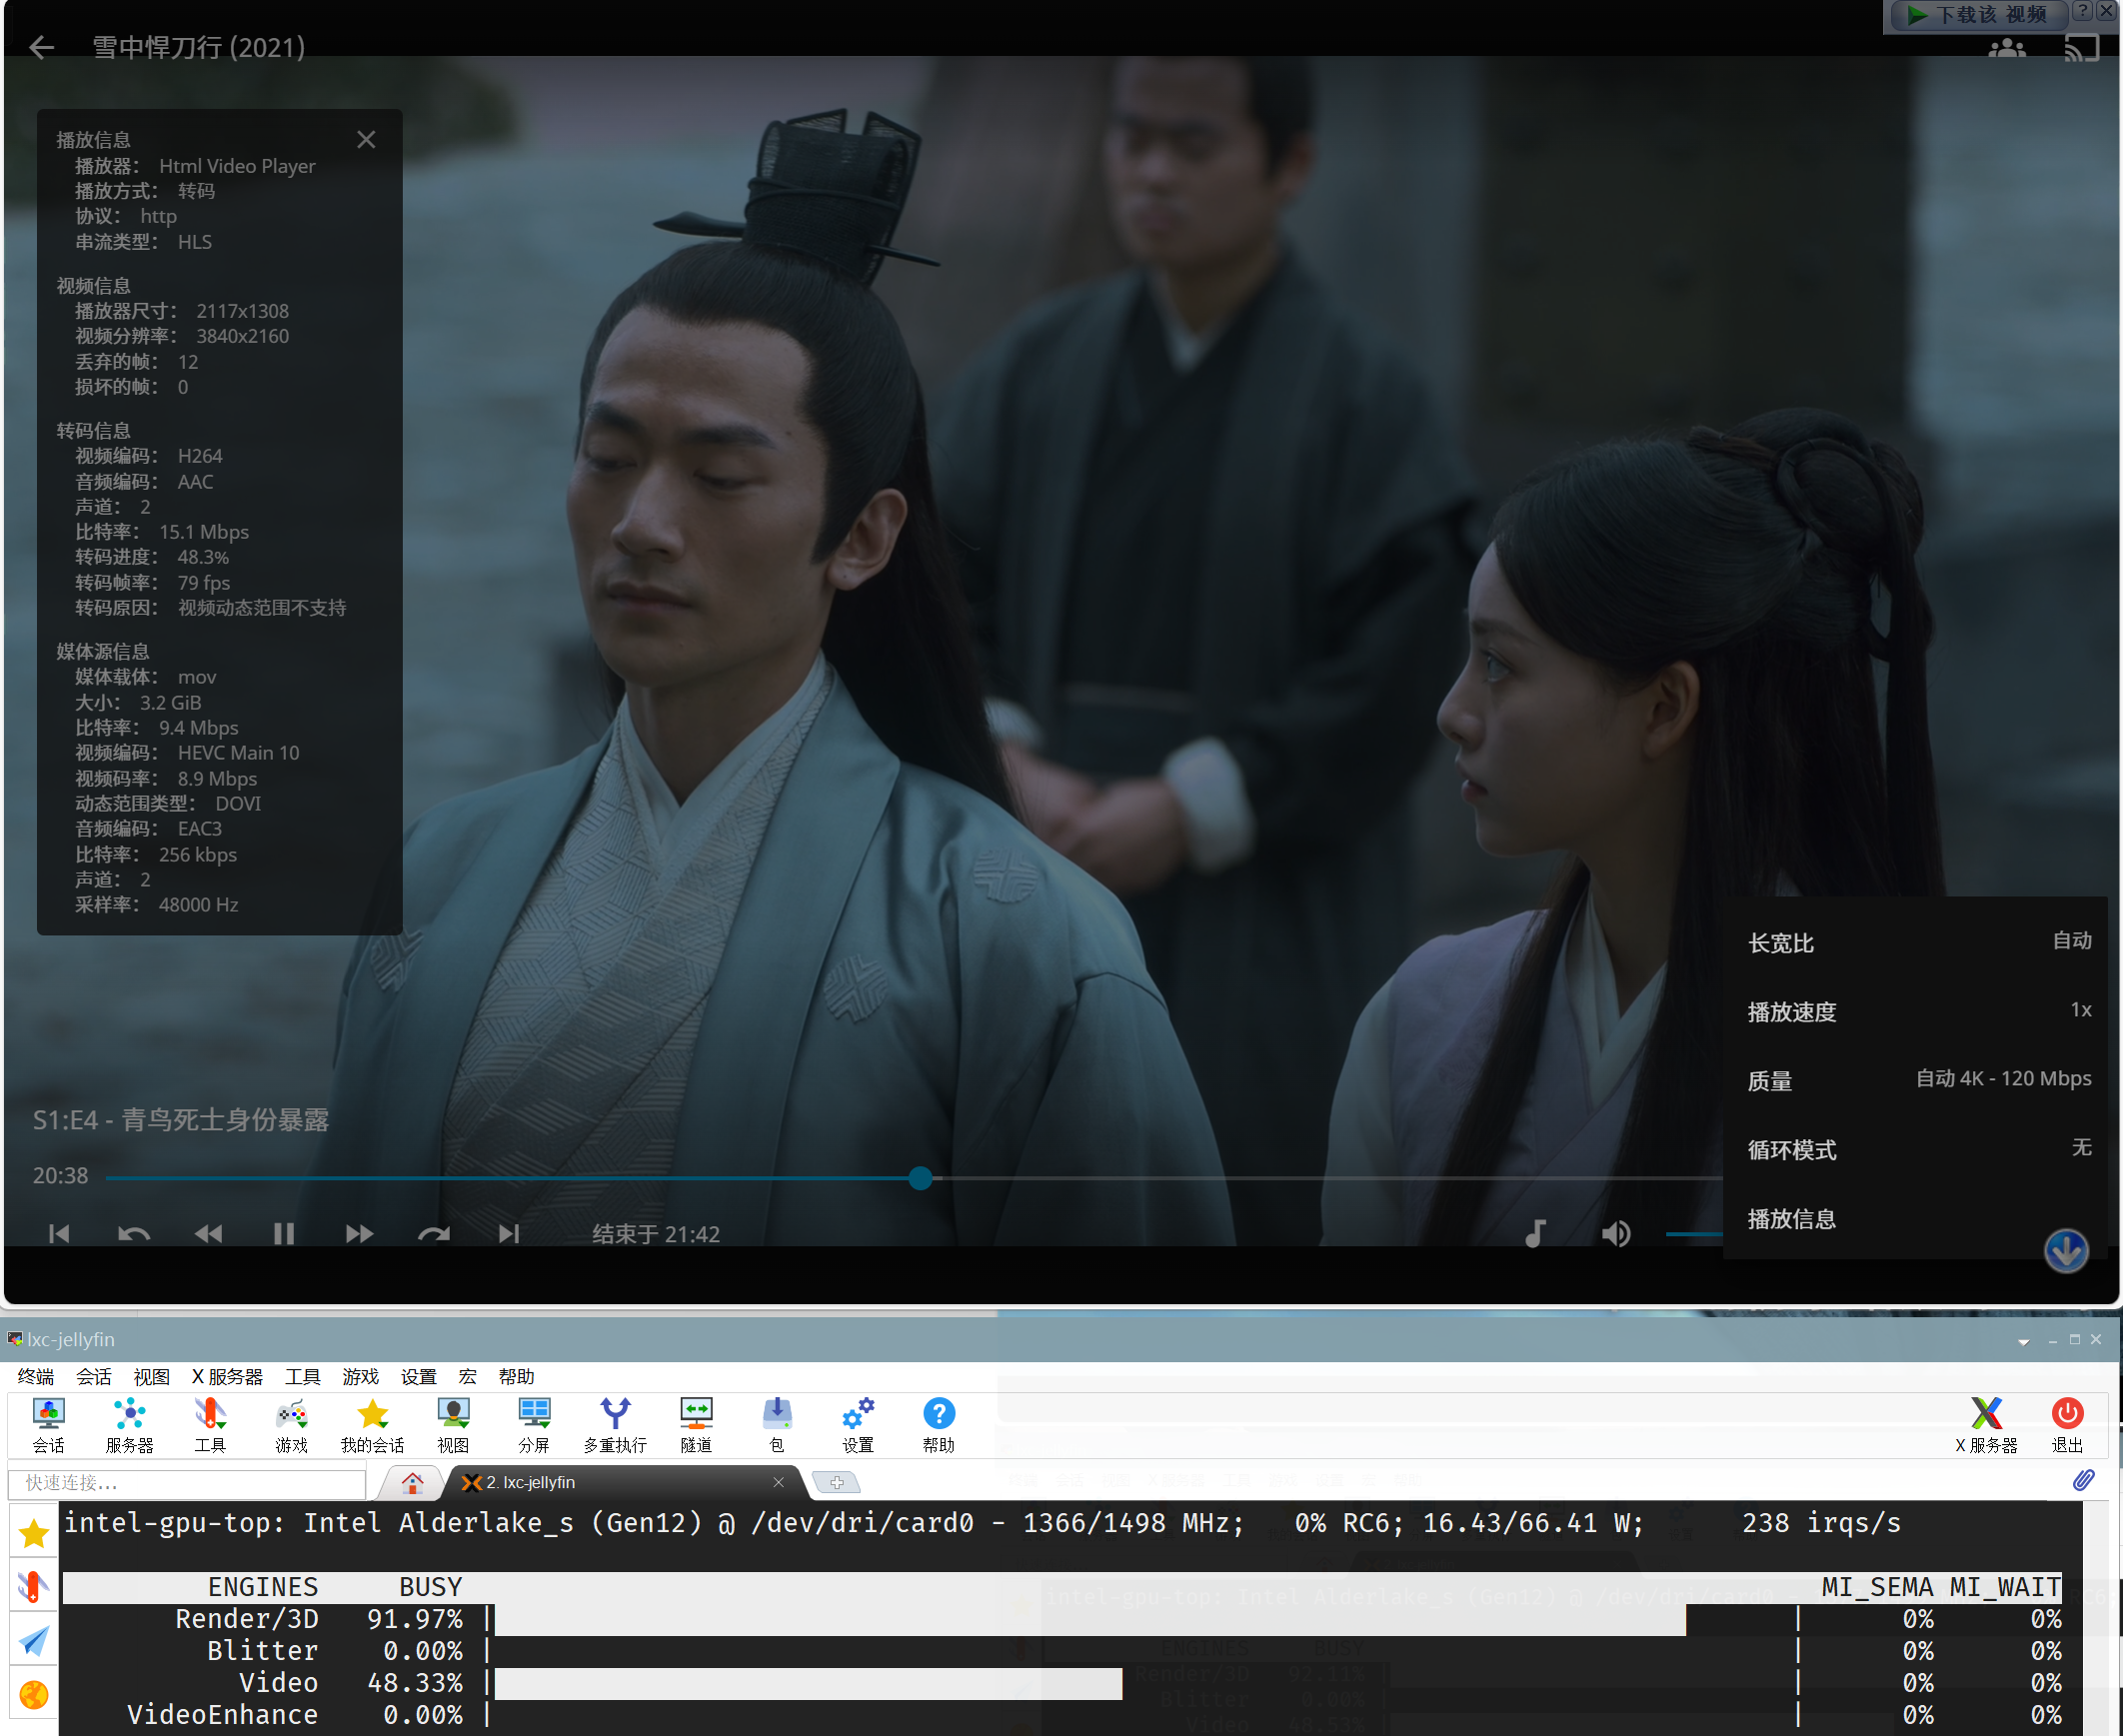 下载该 视频
雪中悍刀行 (2021)
播放信息
播放器： Html Video Player
播放方式： 转码
协议： http
串流类型： HLS
视频信息
播放器尺寸： 2117x1308
视频分辨率： 3840x2160
丢弃的帧： 12
损坏的帧： 0
转码信息
视频编码： H264
音频编码： AAC
声道： 2
比特率： 15.1 Mbps
转码进度： 48.3%
转码帧率： 79 fps
转码原因： 视频动态范围不支持
媒体源信息
媒体载体： mov
大小： 3.2 GiB
比特率： 9.4 Mbps
视频编码： HEVC Main 10
视频码率： 8.9 Mbps
动态范围类型： DOVI
音频编码： EAC3
比特率： 256 kbps
声道： 2
采样率： 48000 Hz
长宽比 自动
播放速度 1x
质量 自动 4K - 120 Mbps
循环模式 无
播放信息
S1:E4 - 青鸟死士身份暴露
20:38
结束于 21:42
lxc-jellyfin
终端 会话 视图 X 服务器 工具 游戏 设置 宏 帮助
会话 服务器 工具 游戏 我的会话 视图 分屏 多重执行 隧道 包 设置 帮助 X 服务器 退出
快速连接...
2. lxc-jellyfin
intel-gpu-top: Intel Alderlake_s (Gen12) @ /dev/dri/card0 - 1366/1498 MHz; 0% RC6; 16.43/66.41 W; 238 irqs/s
ENGINES BUSY MI_SEMA MI_WAIT
Render/3D 91.97% | | 0% 0%
Blitter 0.00% | | 0% 0%
Video 48.33% | | 0% 0%
VideoEnhance 0.00% | | 0% 0%